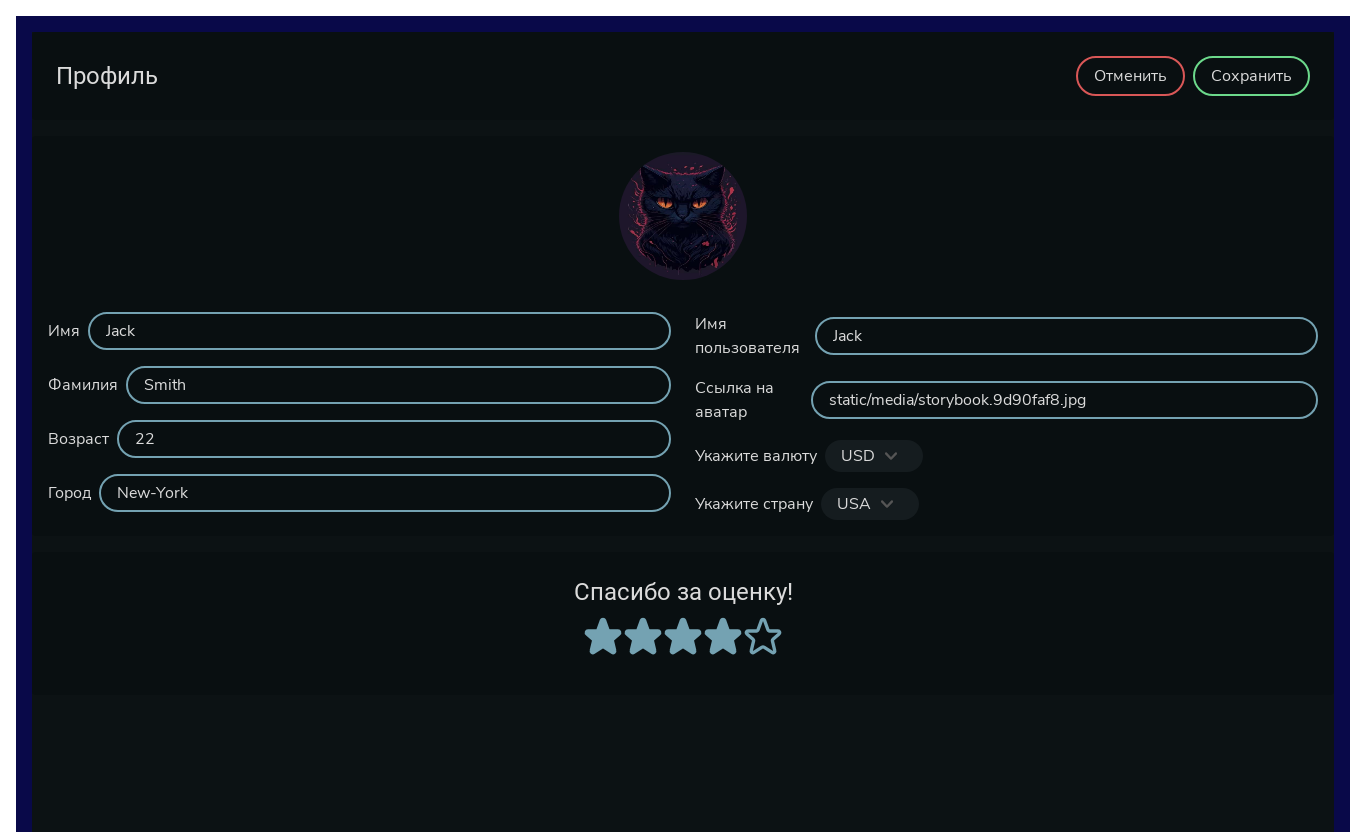 Профиль
Отменить
Сохранить
Имя
Jack
Фамилия
Smith
Возраст
22
Город
New-York
Имя
пользователя
Jack
Ссылка на
аватар
static/media/storybook.9d90faf8.jpg
Укажите валюту
USD
Укажите страну
USA
Спасибо за оценку!